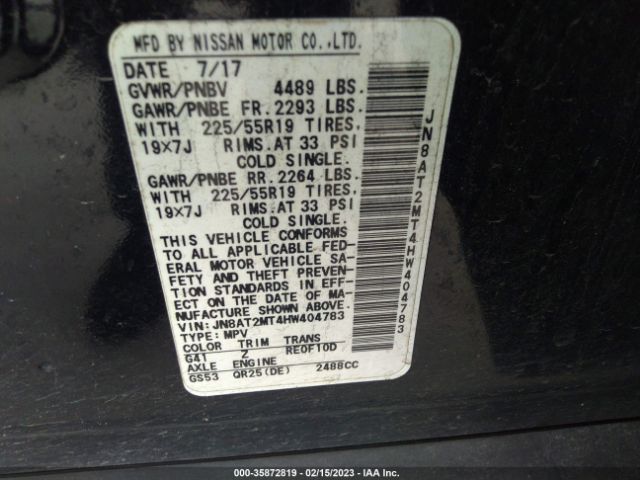 MFD BY NISSAN MOTOR CO.,LTD.
DATE 7/17
GVWR/PNBV 4489 LBS.
GAWR/PNBE FR. 2293 LBS.
WITH 225/55R19 TIRES,
19X7J RIMS.AT 33 PSI
COLD SINGLE.
GAWR/PNBE RR. 2264 LBS.
WITH 225/55R19 TIRES,
19X7J RIMS.AT 33 PSI
COLD SINGLE.
THIS VEHICLE CONFORMS
TO ALL APPLICABLE FED-
ERAL MOTOR VEHICLE SA-
FETY AND THEFT PREVEN-
TION STANDARDS IN EFF-
ECT ON THE DATE OF MA-
NUFACTURE SHOWN ABOVE.
VIN: JN8AT2MT4HW404783
TYPE: MPV
COLOR TRIM TRANS
G41 Z RE0F10D
AXLE ENGINE
GS53 QR25(DE) 2488CC
JN8AT2MT4HW404783
000-35872819 - 02/15/2023 - IAA Inc.